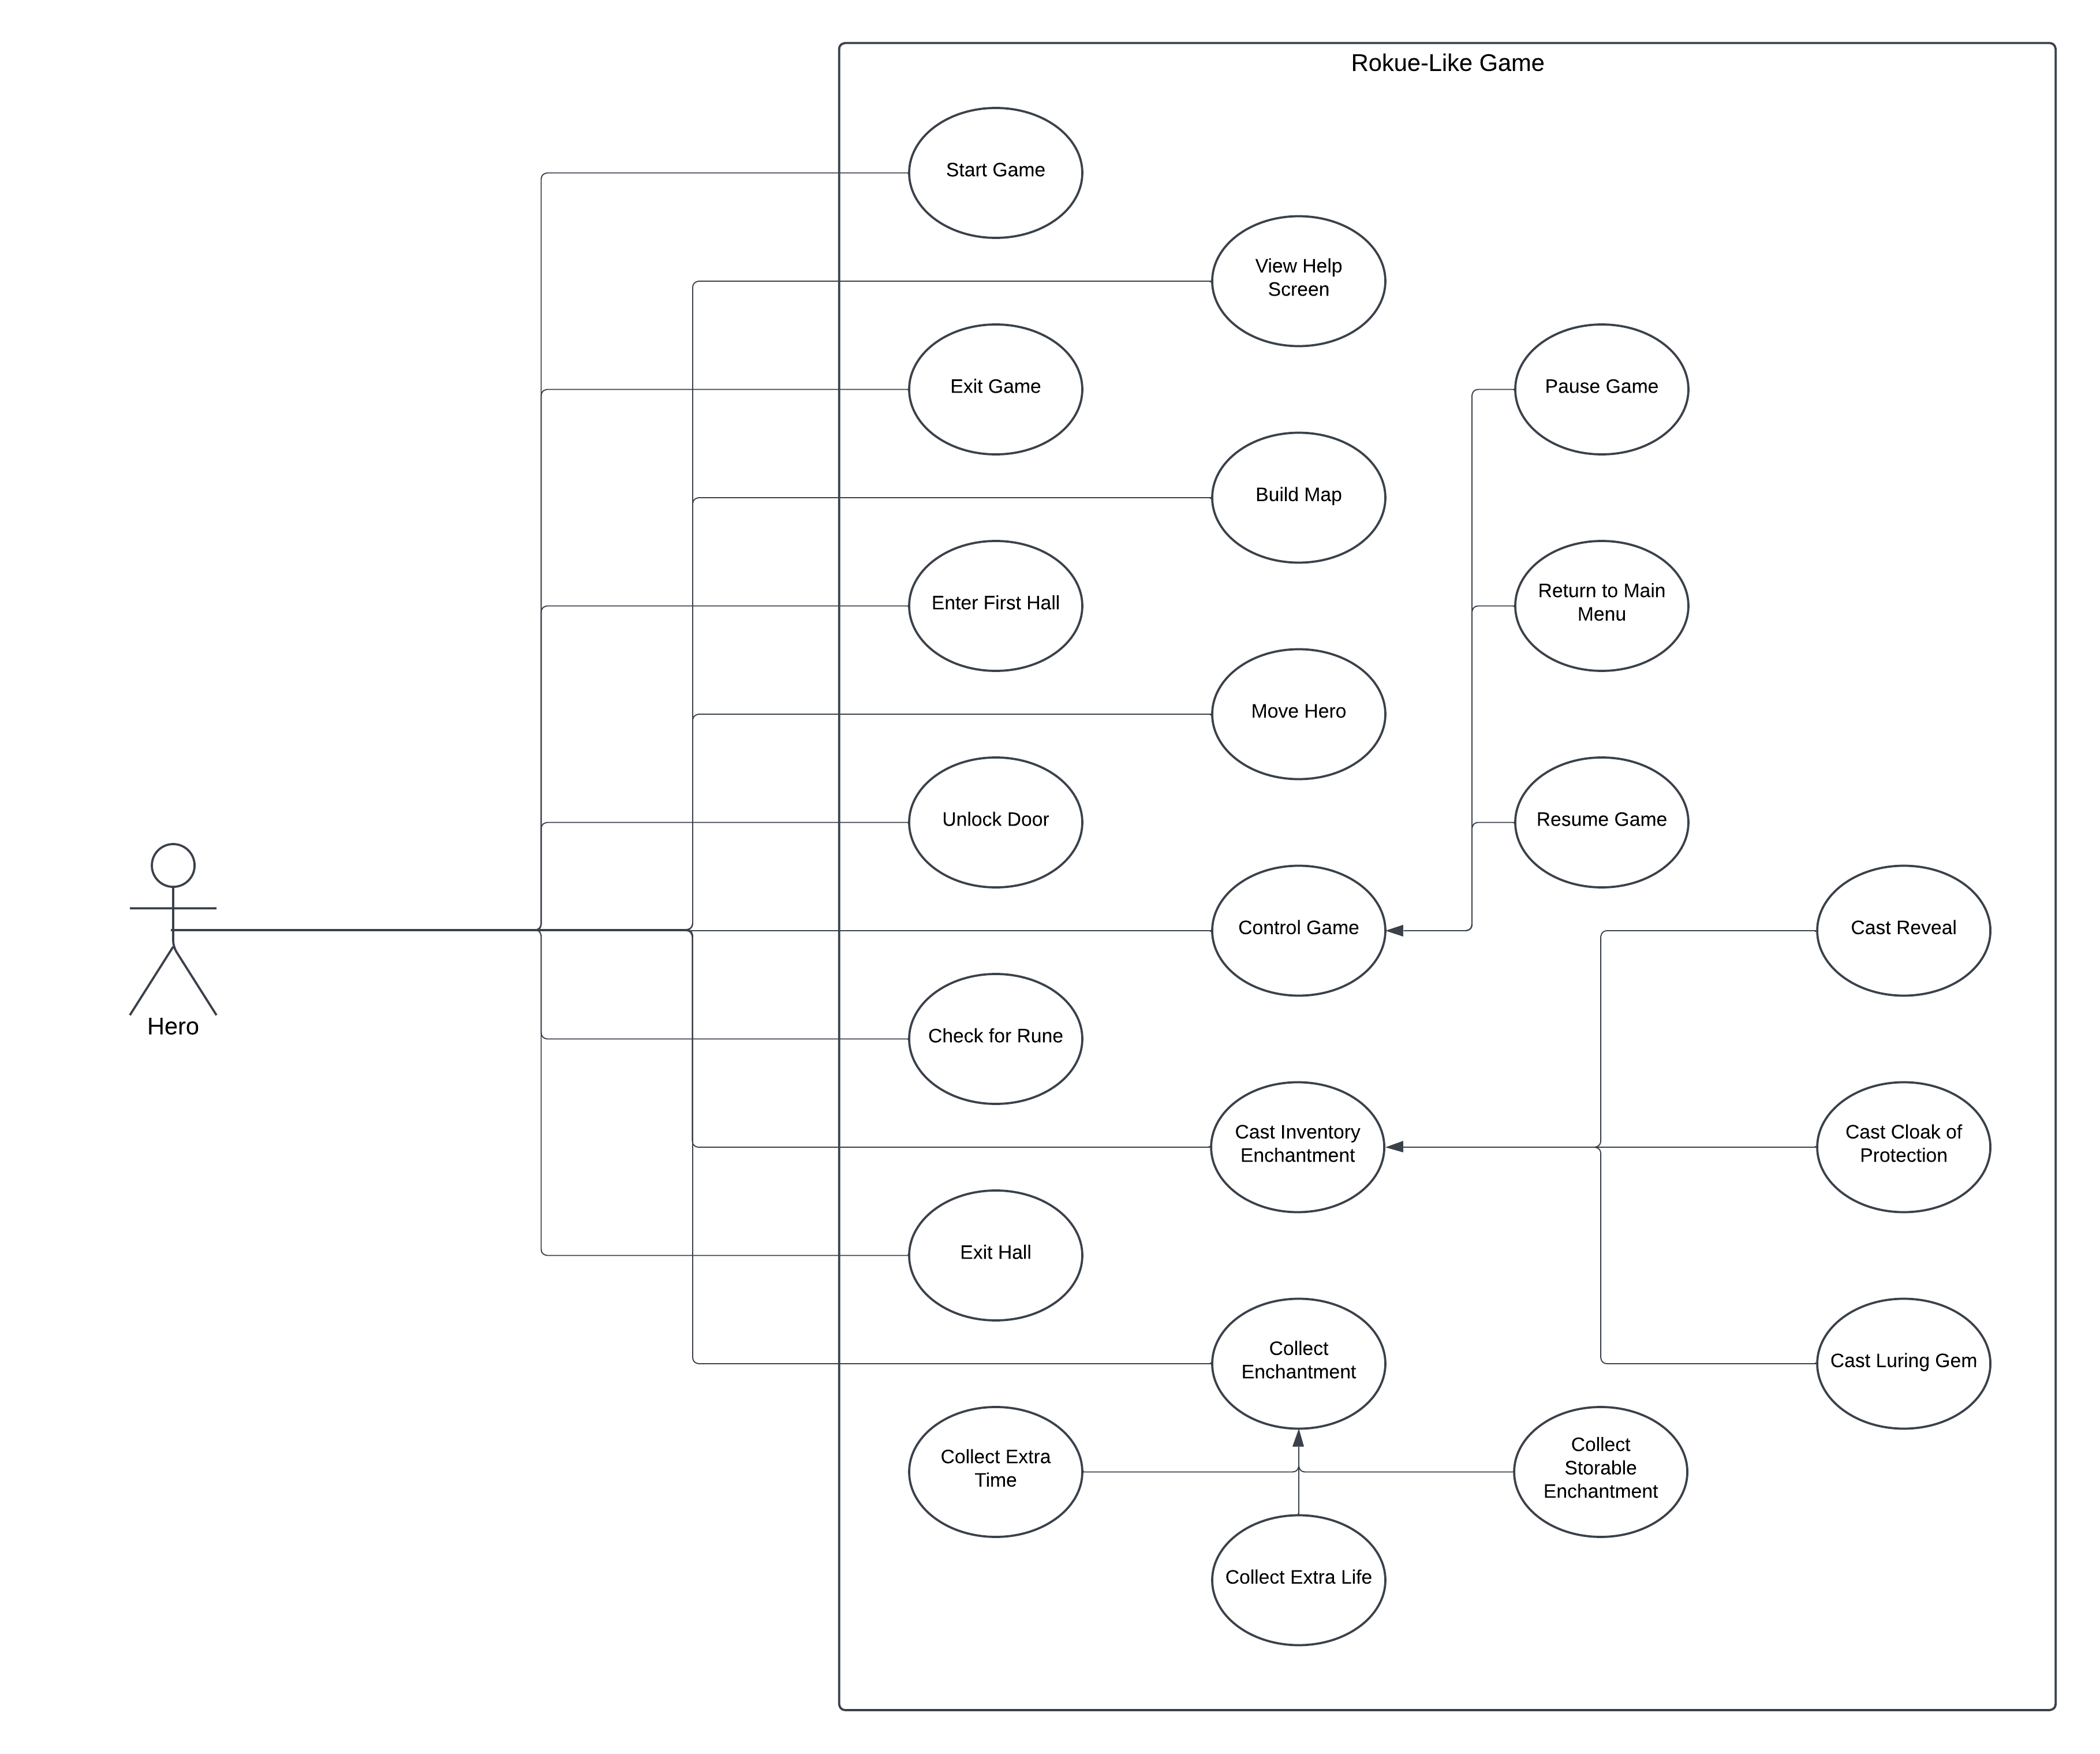 Rokue-Like Game
Start Game
View Help
Screen
Exit Game
Pause Game
Build Map
Enter First Hall
Return to Main
Menu
Move Hero
Unlock Door
Resume Game
Control Game
Cast Reveal
Hero
Check for Rune
Cast Inventory
Enchantment
Cast Cloak of
Protection
Exit Hall
Collect
Enchantment
Cast Luring Gem
Collect Extra
Time
Collect
Storable
Enchantment
Collect Extra Life